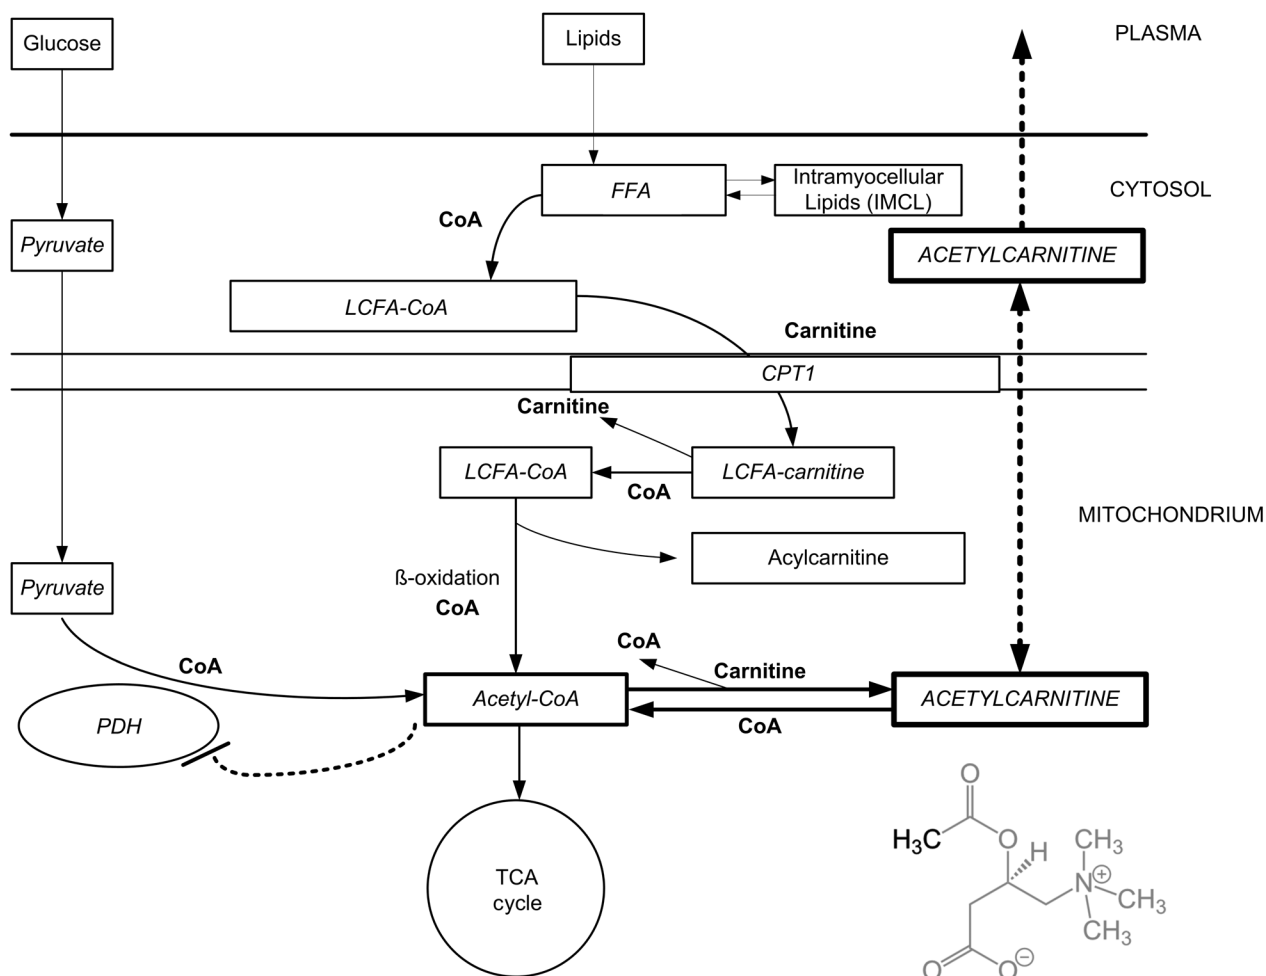 Glucose
Lipids
PLASMA
FFA
Intramyocellular
Lipids (IMCL)
CYTOSOL
CoA
Pyruvate
ACETYLCARNITINE
LCFA-CoA
Carnitine
CPT1
Carnitine
LCFA-CoA
CoA
LCFA-carnitine
MITOCHONDRIUM
Acylcarnitine
Pyruvate
ß-oxidation
CoA
CoA
CoA
Carnitine
Acetyl-CoA
ACETYLCARNITINE
PDH
CoA
TCA
cycle
O
H₃C
O
H
CH₃
N⊕
CH₃
CH₃
O
O⊖